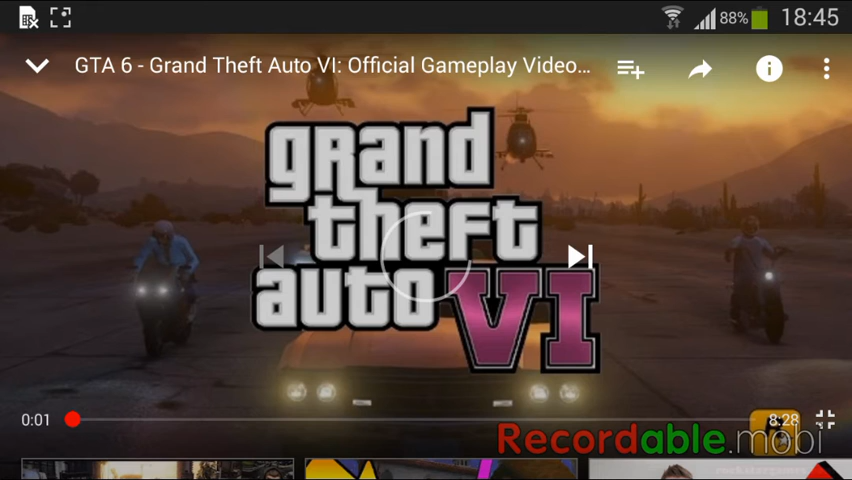 88% 18:45
GTA 6 - Grand Theft Auto VI: Official Gameplay Video...
grand
theft
auto VI
0:01 8:28
Recordable.mobi